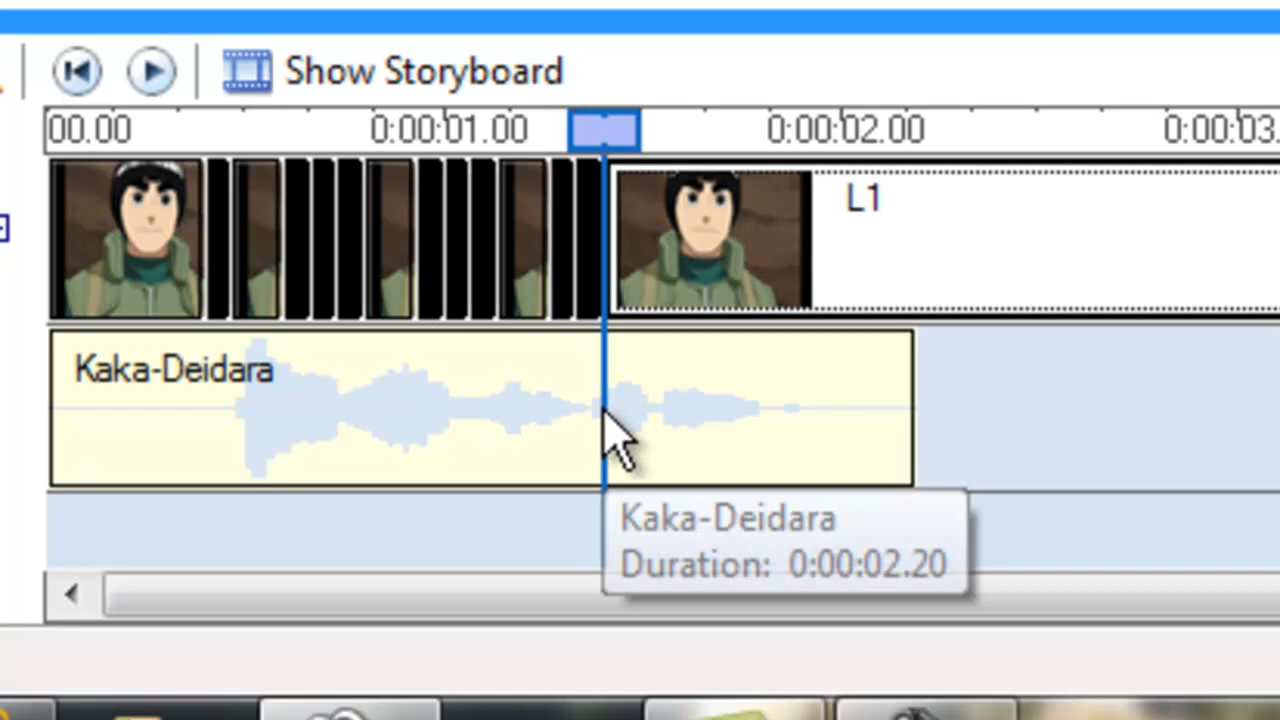 Show Storyboard
00.00 0:00:01.00 0:00:02.00 0:00:03.
L1
Kaka-Deidara
Kaka-Deidara
Duration: 0:00:02.20